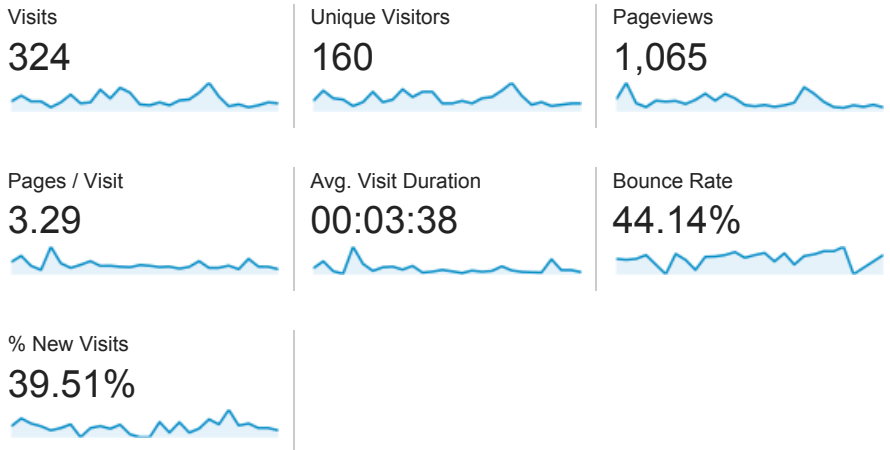 Visits
324
Unique Visitors
160
Pageviews
1,065
Pages / Visit
3.29
Avg. Visit Duration
00:03:38
Bounce Rate
44.14%
% New Visits
39.51%